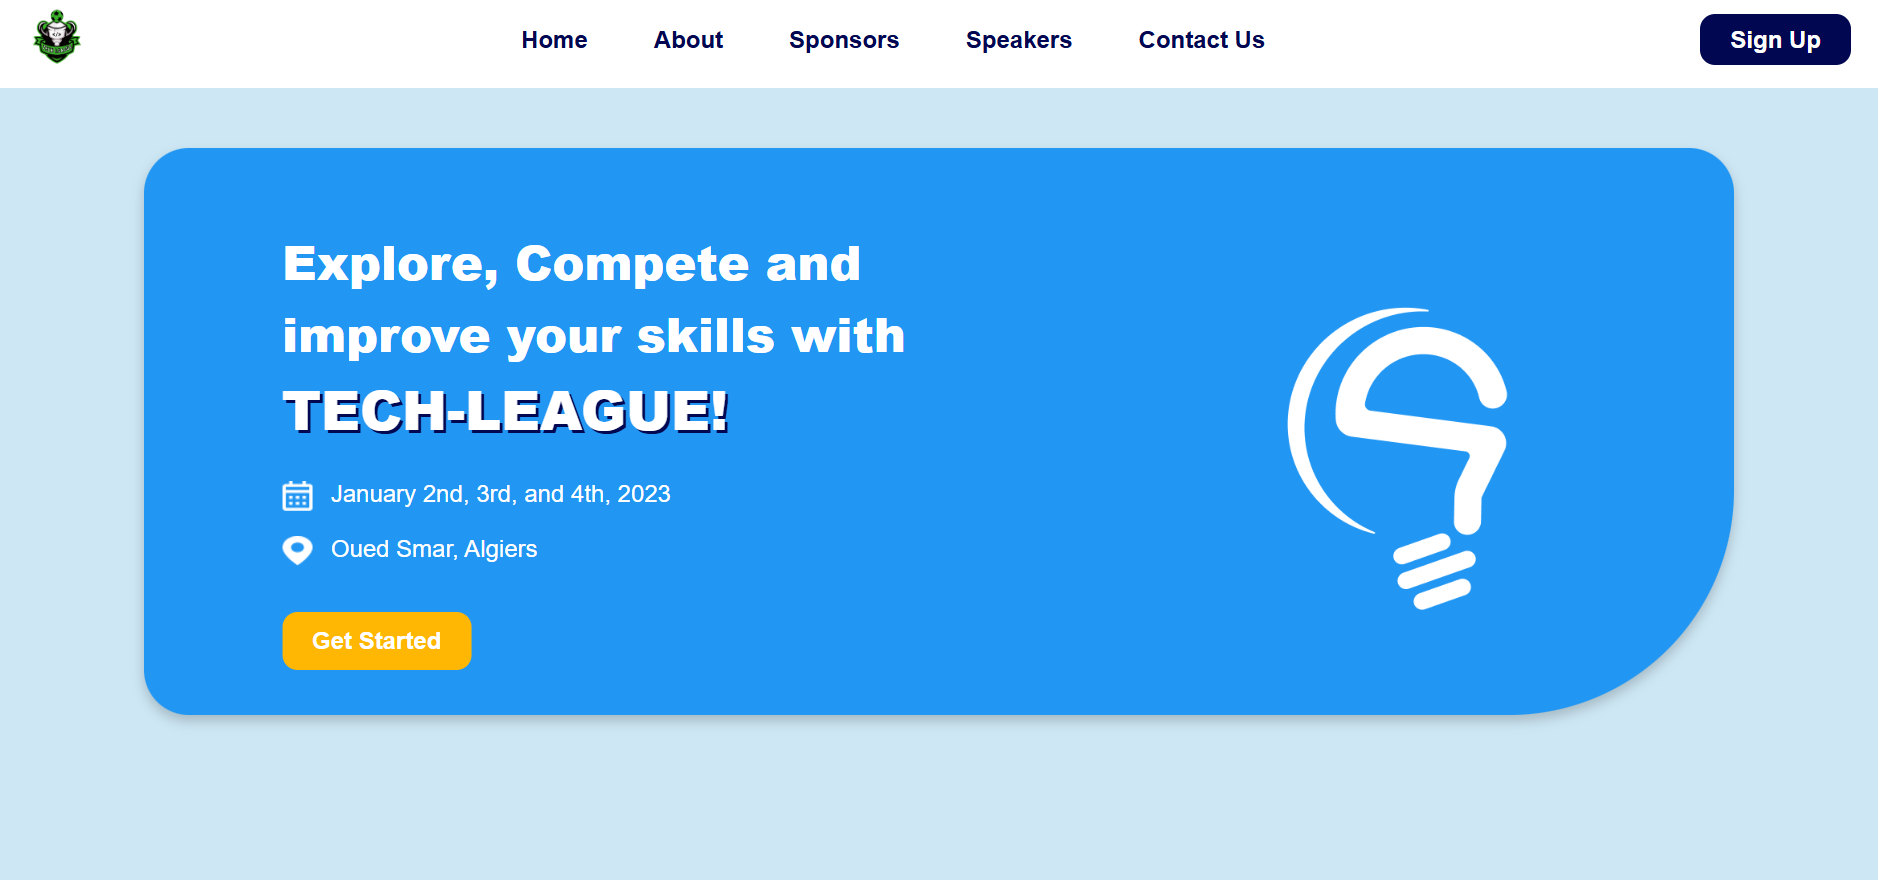 Home
About
Sponsors
Speakers
Contact Us
Sign Up
Explore, Compete and
improve your skills with
TECH-LEAGUE!
January 2nd, 3rd, and 4th, 2023
Oued Smar, Algiers
Get Started